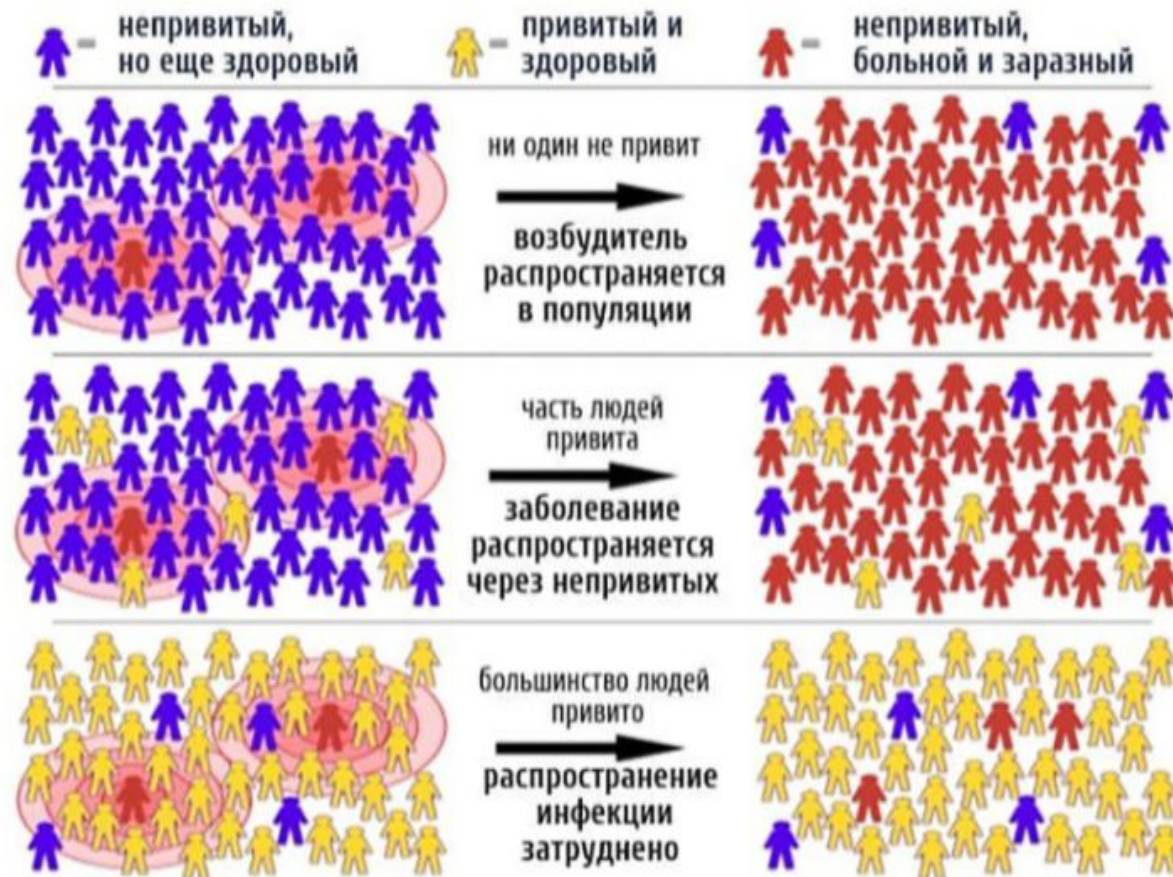 непривитый,
но еще здоровый
привитый и
здоровый
непривитый,
больной и заразный
ни один не привит
возбудитель
распространяется
в популяции
часть людей
привита
заболевание
распространяется
через непривитых
большинство людей
привито
распространение
инфекции
затруднено